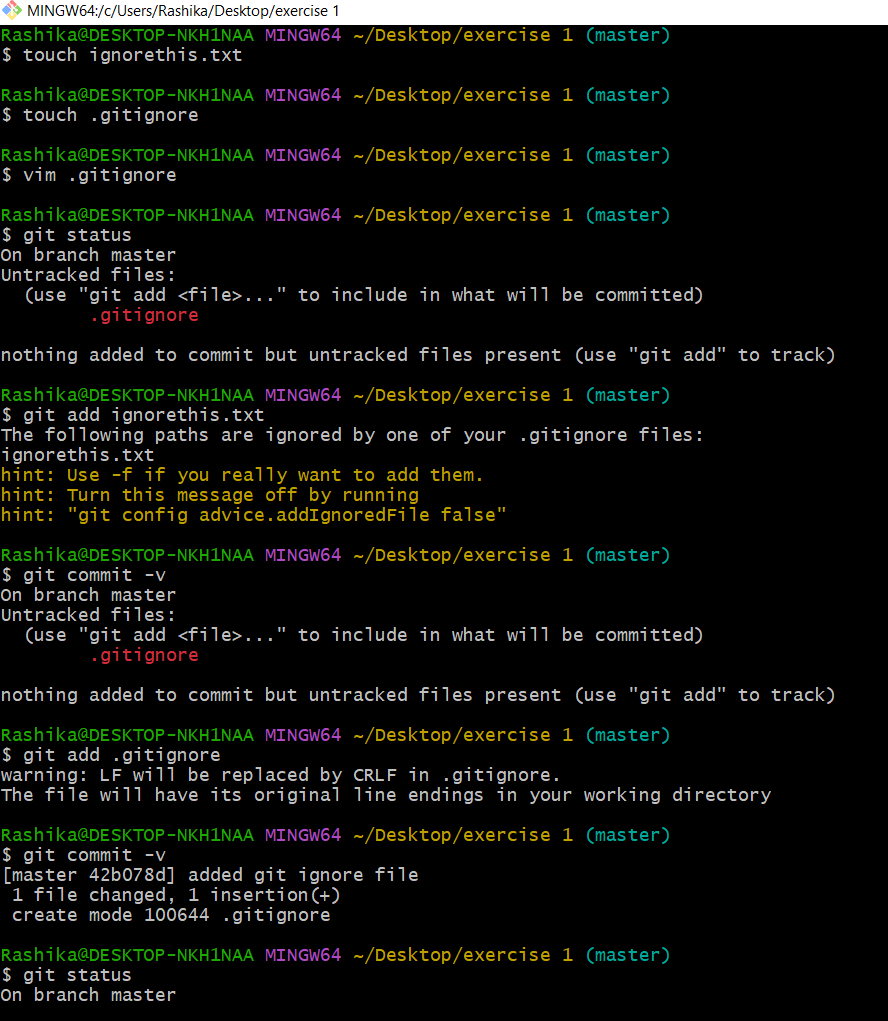 MINGW64:/c/Users/Rashika/Desktop/exercise 1
Rashika@DESKTOP-NKH1NAA MINGW64 ~/Desktop/exercise 1 (master)
$ touch ignorethis.txt
Rashika@DESKTOP-NKH1NAA MINGW64 ~/Desktop/exercise 1 (master)
$ touch .gitignore
Rashika@DESKTOP-NKH1NAA MINGW64 ~/Desktop/exercise 1 (master)
$ vim .gitignore
Rashika@DESKTOP-NKH1NAA MINGW64 ~/Desktop/exercise 1 (master)
$ git status
On branch master
Untracked files:
  (use "git add <file>..." to include in what will be committed)
        .gitignore
nothing added to commit but untracked files present (use "git add" to track)
Rashika@DESKTOP-NKH1NAA MINGW64 ~/Desktop/exercise 1 (master)
$ git add ignorethis.txt
The following paths are ignored by one of your .gitignore files:
ignorethis.txt
hint: Use -f if you really want to add them.
hint: Turn this message off by running
hint: "git config advice.addIgnoredFile false"
Rashika@DESKTOP-NKH1NAA MINGW64 ~/Desktop/exercise 1 (master)
$ git commit -v
On branch master
Untracked files:
  (use "git add <file>..." to include in what will be committed)
        .gitignore
nothing added to commit but untracked files present (use "git add" to track)
Rashika@DESKTOP-NKH1NAA MINGW64 ~/Desktop/exercise 1 (master)
$ git add .gitignore
warning: LF will be replaced by CRLF in .gitignore.
The file will have its original line endings in your working directory
Rashika@DESKTOP-NKH1NAA MINGW64 ~/Desktop/exercise 1 (master)
$ git commit -v
[master 42b078d] added git ignore file
 1 file changed, 1 insertion(+)
 create mode 100644 .gitignore
Rashika@DESKTOP-NKH1NAA MINGW64 ~/Desktop/exercise 1 (master)
$ git status
On branch master